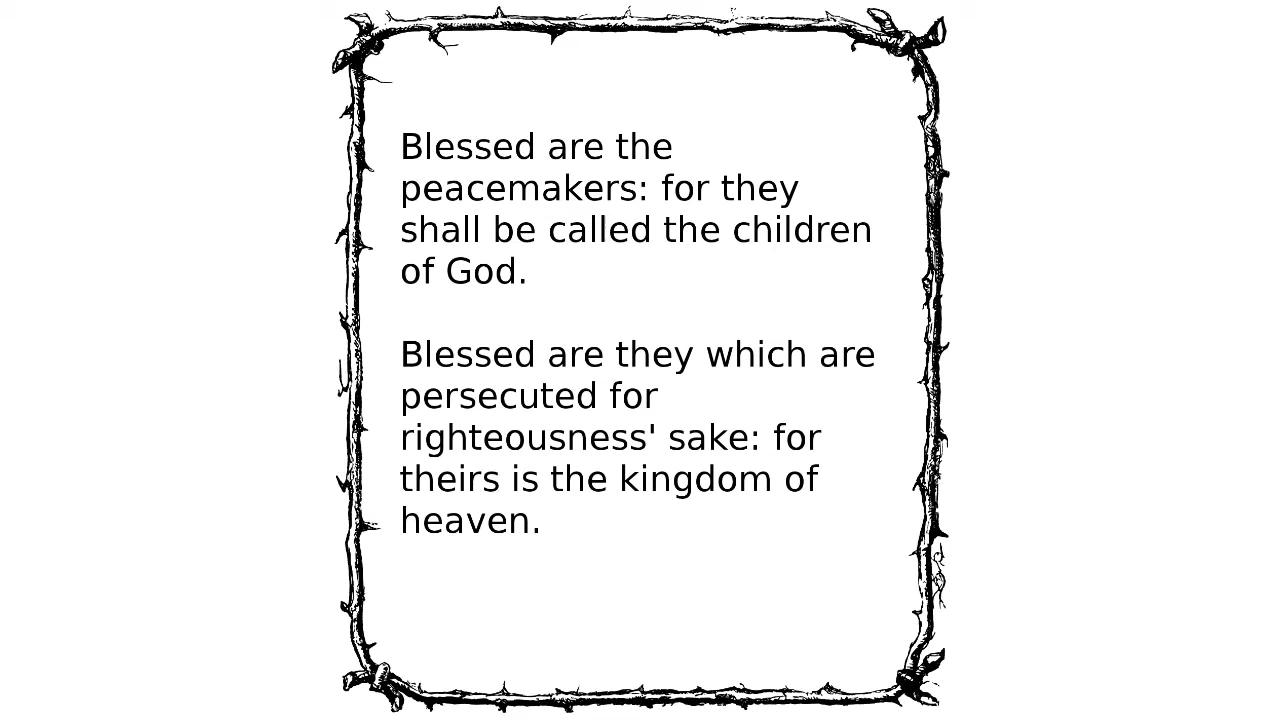 Blessed are the
peacemakers: for they
shall be called the children
of God.
Blessed are they which are
persecuted for
righteousness' sake: for
theirs is the kingdom of
heaven.